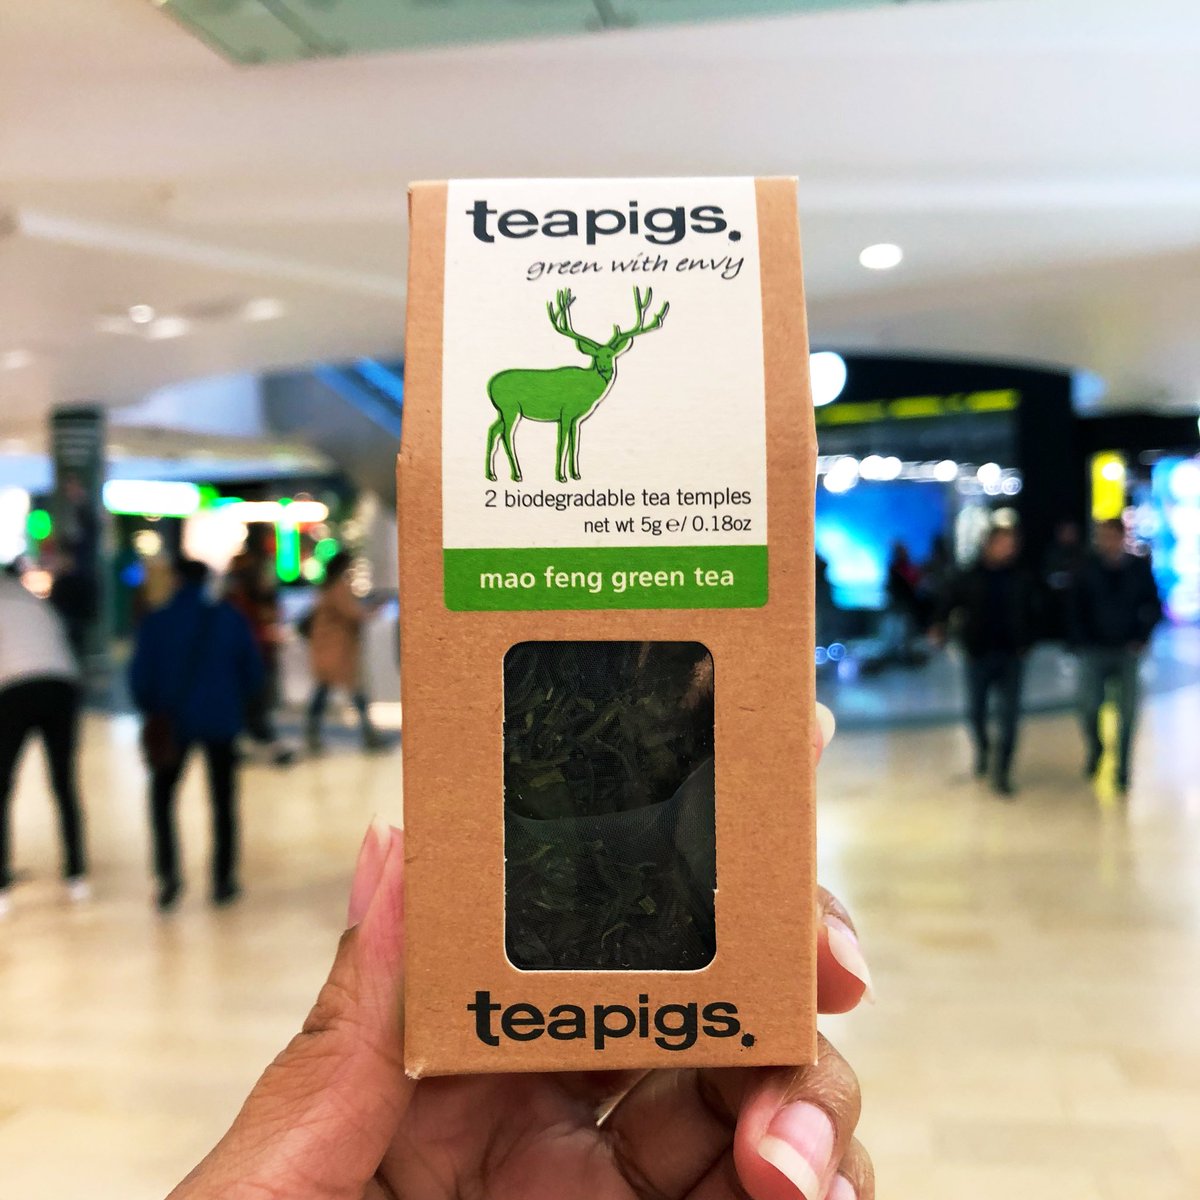 teapigs.
green with envy
2 biodegradable tea temples
net wt 5g ℮/ 0.18oz
mao feng green tea
teapigs.